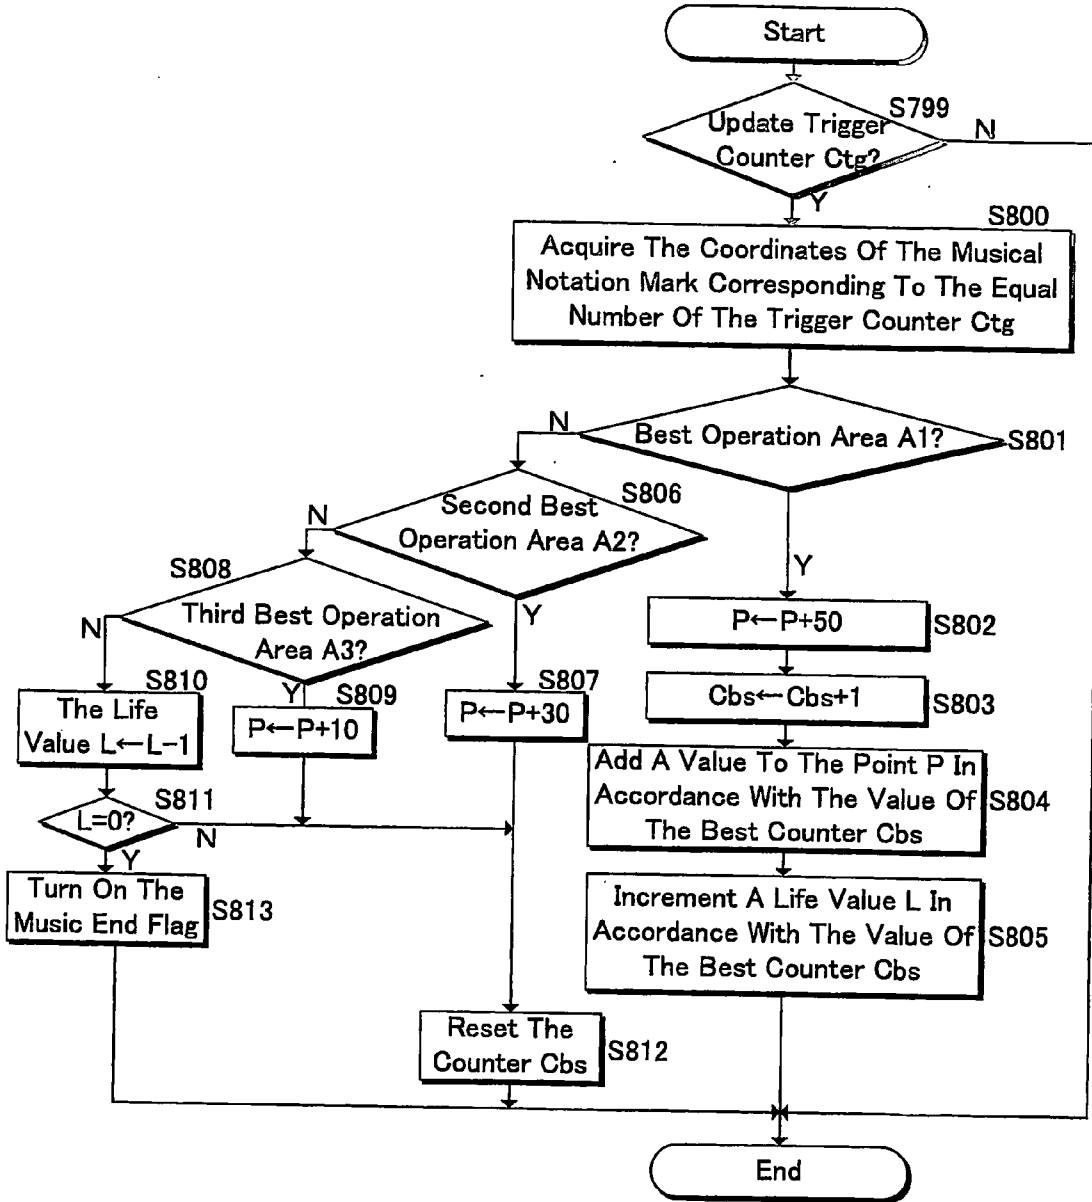 Start
S799
Update Trigger
Counter Ctg?
N
Y
S800
Acquire The Coordinates Of The Musical
Notation Mark Corresponding To The Equal
Number Of The Trigger Counter Ctg
N
Best Operation Area A1?
S801
Y
S806
Second Best
Operation Area A2?
N
Y
S808
Third Best Operation
Area A3?
N
Y
P←P+50
S802
Cbs←Cbs+1
S803
Add A Value To The Point P In
Accordance With The Value Of
The Best Counter Cbs
S804
Increment A Life Value L In
Accordance With The Value Of
The Best Counter Cbs
S805
S807
P←P+30
S809
P←P+10
S810
The Life
Value L←L-1
S811
L=0?
N
Y
Turn On The
Music End Flag
S813
Reset The
Counter Cbs
S812
End